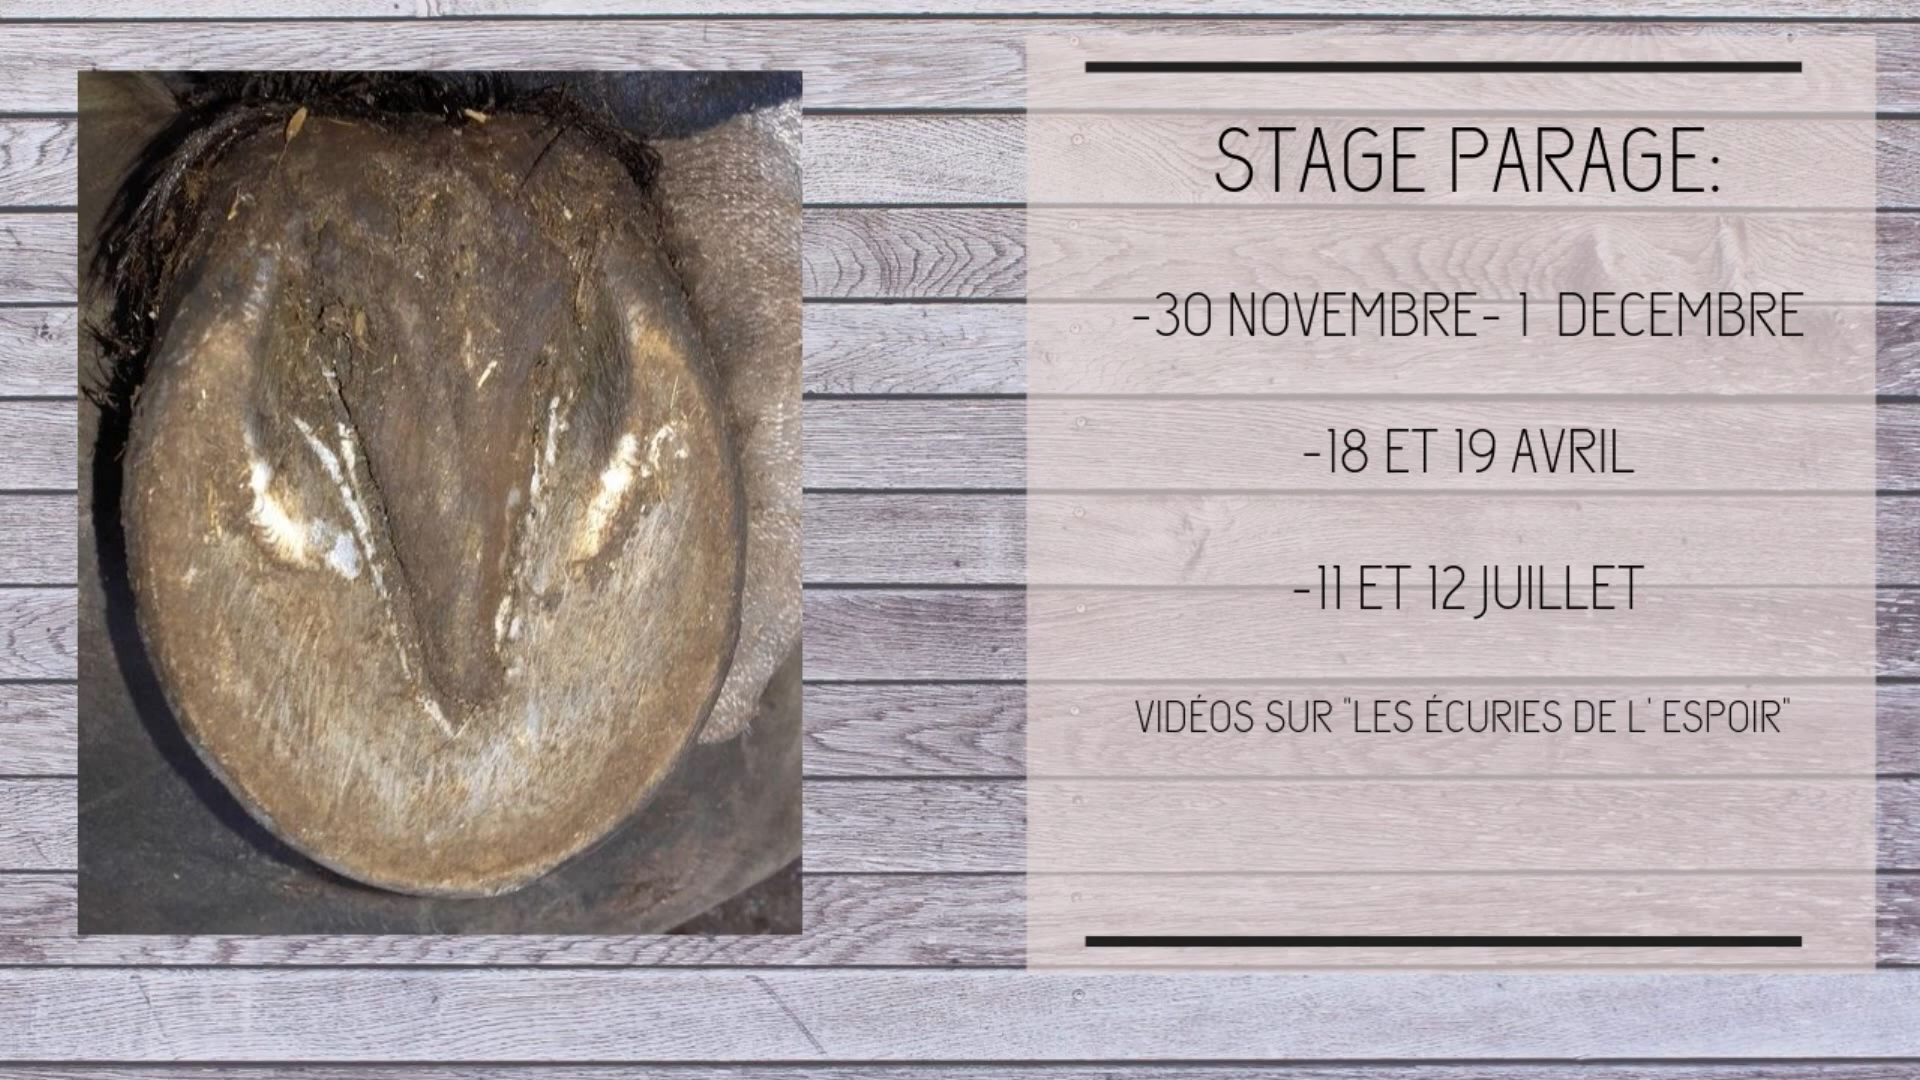 STAGE PARAGE:
-30 NOVEMBRE- 1 DECEMBRE
-18 ET 19 AVRIL
-11 ET 12 JUILLET
VIDÉOS SUR "LES ÉCURIES DE L' ESPOIR"